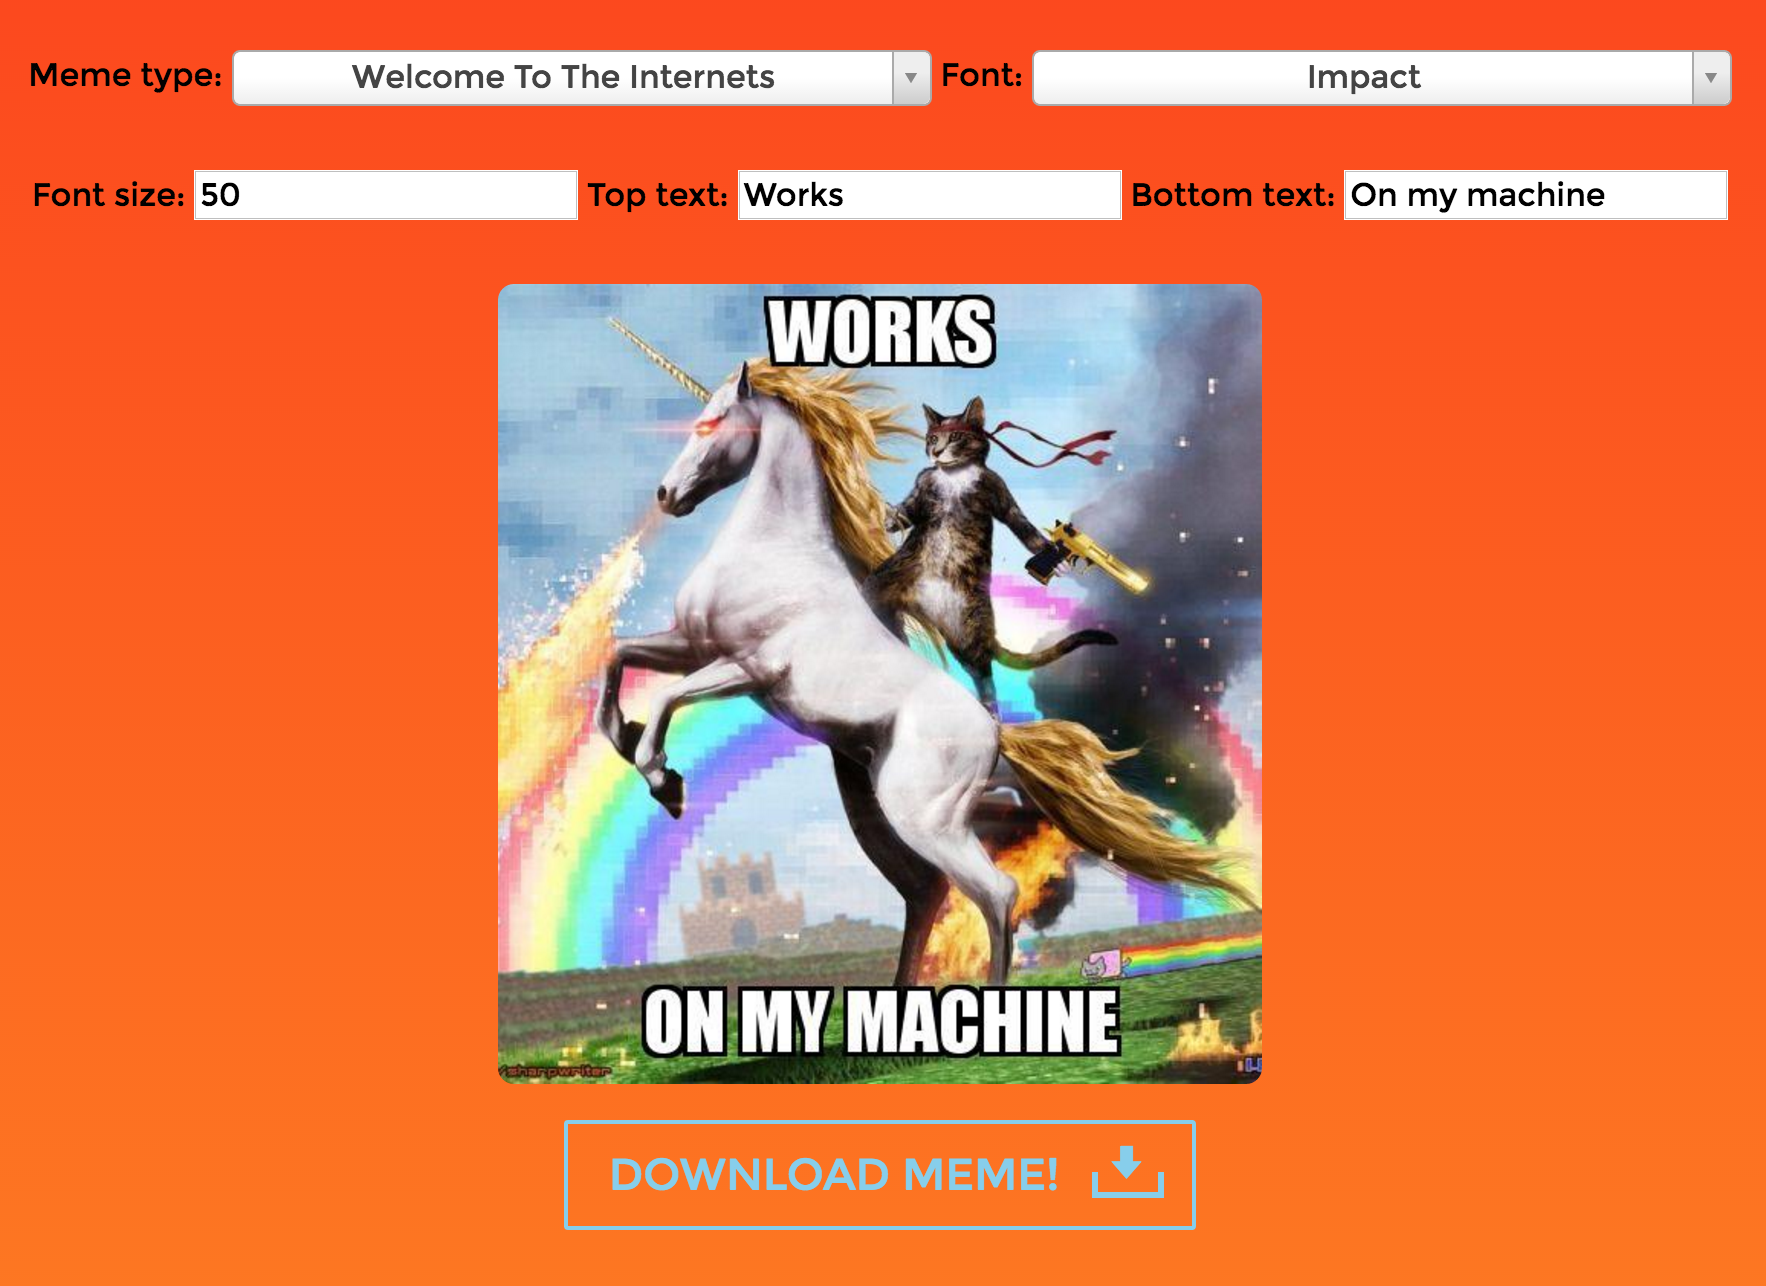 Meme type: Welcome To The Internets Font: Impact
Font size: 50 Top text: Works Bottom text: On my machine
WORKS
ON MY MACHINE
/sharpwriter
DOWNLOAD MEME!